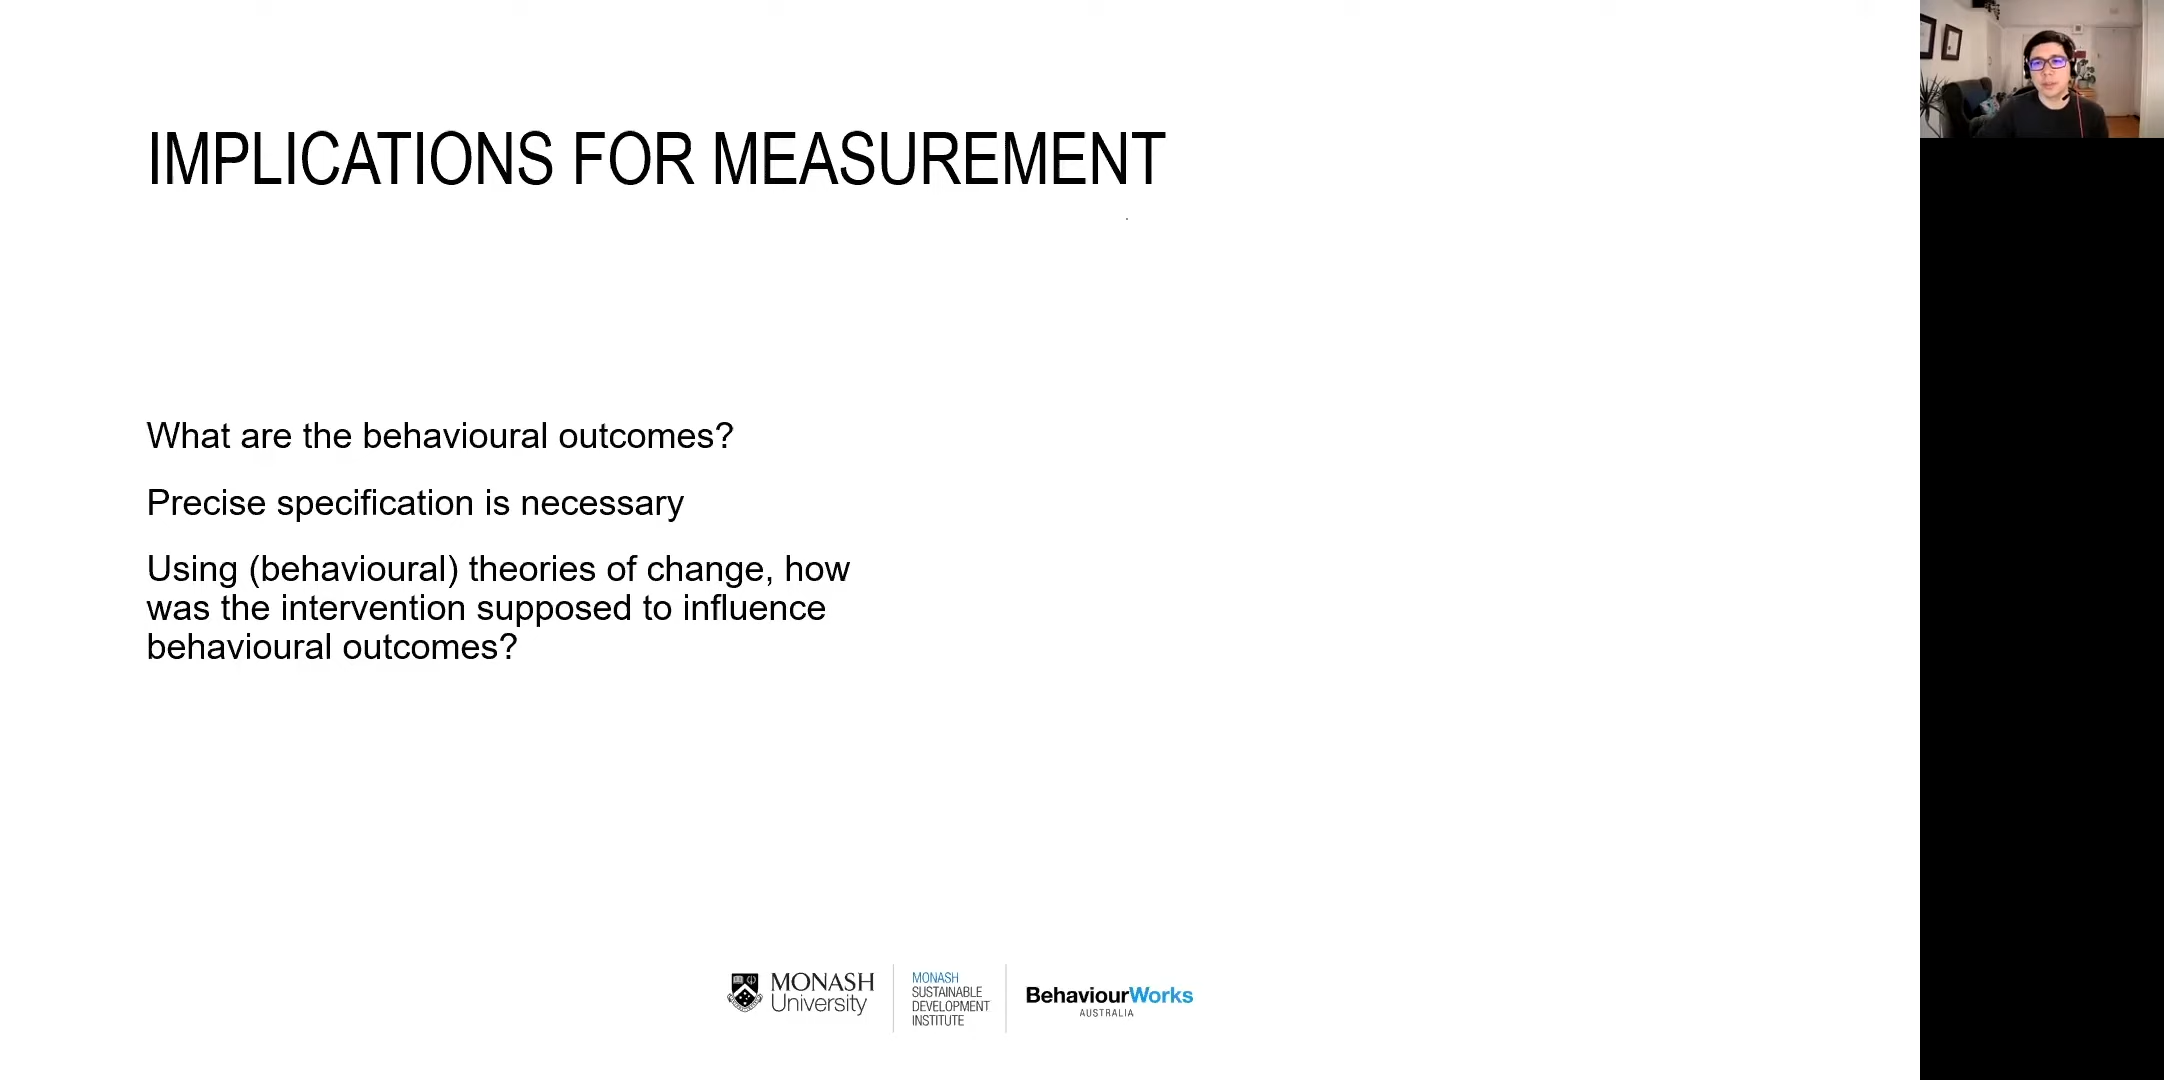 IMPLICATIONS FOR MEASUREMENT
What are the behavioural outcomes?
Precise specification is necessary
Using (behavioural) theories of change, how
was the intervention supposed to influence
behavioural outcomes?
MONASH
University
MONASH
SUSTAINABLE
DEVELOPMENT
INSTITUTE
BehaviourWorks
AUSTRALIA